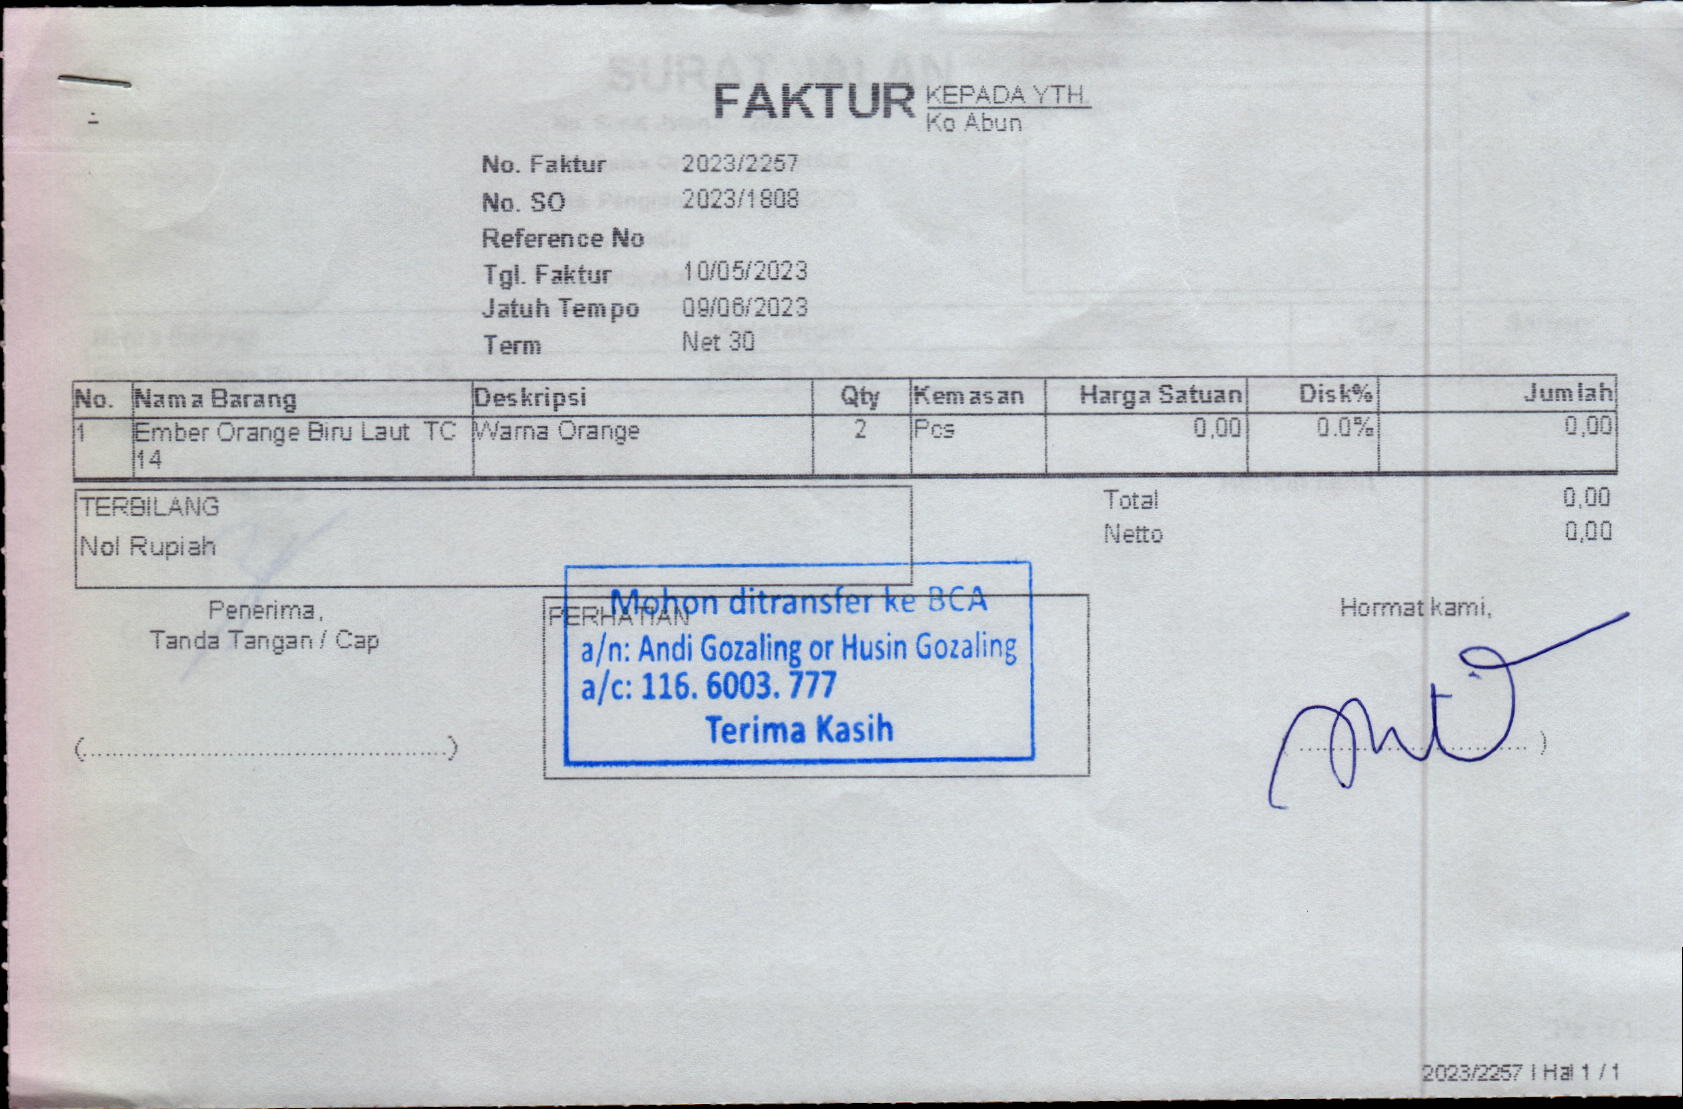 FAKTUR
KEPADA YTH.
Ko Abun
No. Faktur 2023/2257
No. SO 2023/1808
Reference No
Tgl. Faktur 10/05/2023
Jatuh Tempo 09/06/2023
Term Net 30
No. Nama Barang Deskripsi Qty Kemasan Harga Satuan Disk% Jumlah
1 Ember Orange Biru Laut TC Warna Orange 2 Pcs 0,00 0.0% 0,00
14
TERBILANG
Nol Rupiah
Total 0,00
Netto 0,00
Penerima,
Tanda Tangan / Cap
(...............................................)
PERHATIAN
Mohon ditransfer ke BCA
a/n: Andi Gozaling or Husin Gozaling
a/c: 116. 6003. 777
Terima Kasih
Hormat kami,
2023/2257 | Hal 1 / 1